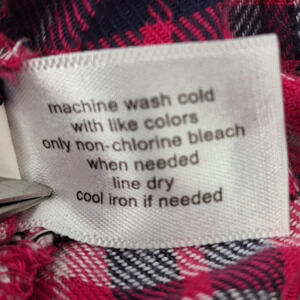 machine wash cold
with like colors
only non-chlorine bleach
when needed
line dry
cool iron if needed